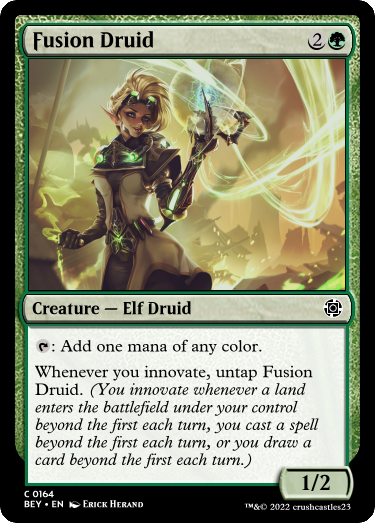 Fusion Druid 2
Creature — Elf Druid
: Add one mana of any color.
Whenever you innovate, untap Fusion
Druid. (You innovate whenever a land
enters the battlefield under your control
beyond the first each turn, you cast a spell
beyond the first each turn, or you draw a
card beyond the first each turn.)
1/2
C 0164
BEY • EN Erick Herand
™&© 2022 crushcastles23